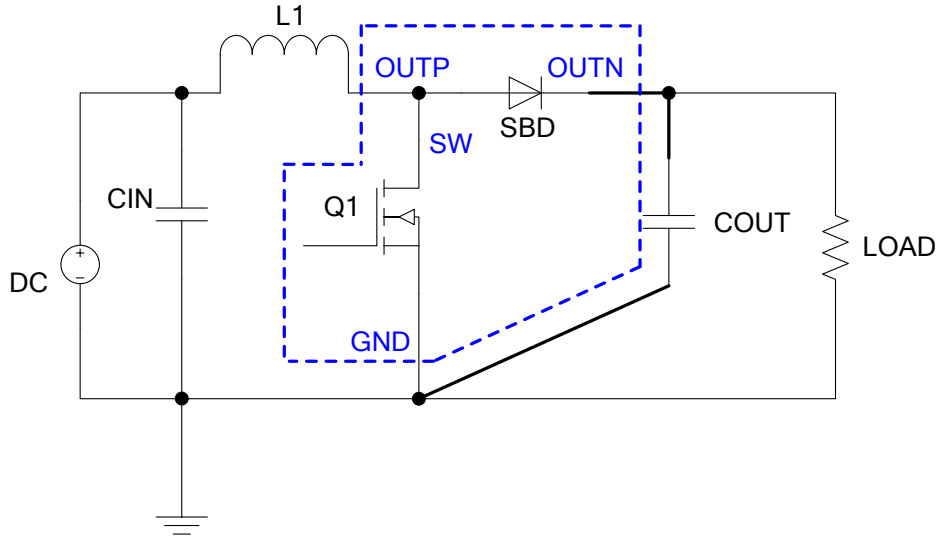 L1
OUTP
OUTN
SBD
SW
CIN
Q1
COUT
DC
+
−
LOAD
GND